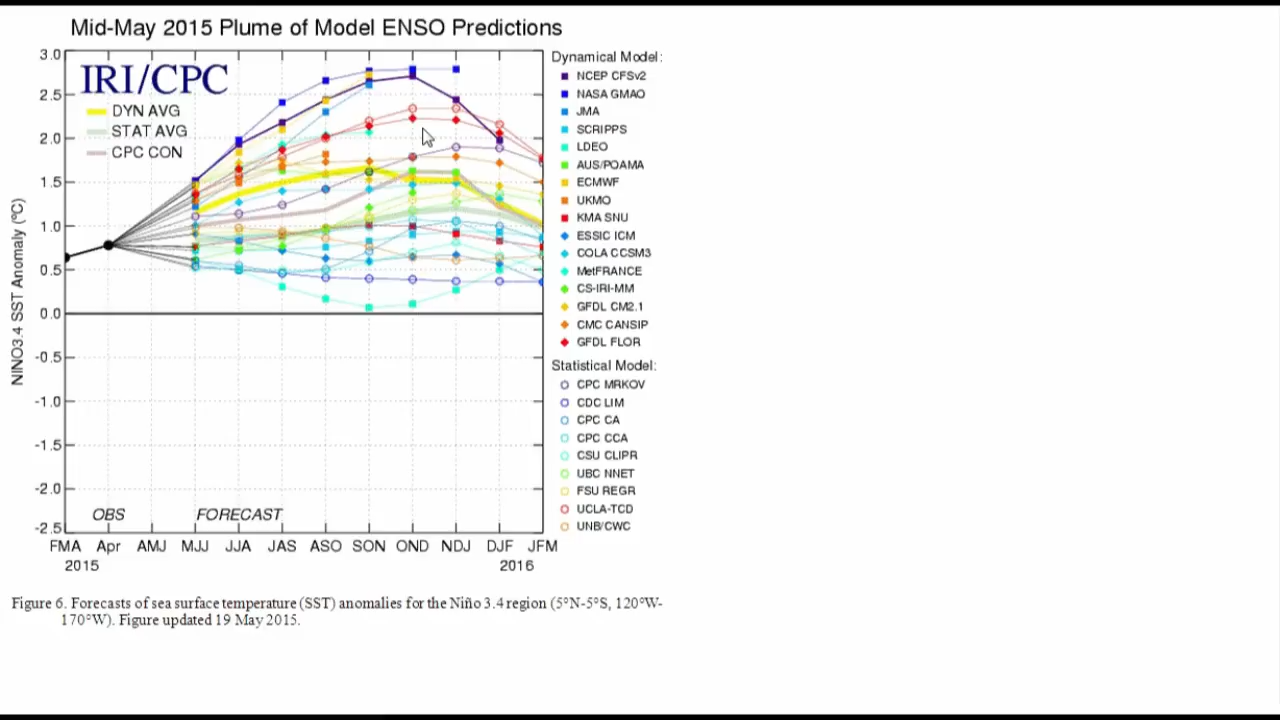 Mid-May 2015 Plume of Model ENSO Predictions
IRI/CPC
DYN AVG
STAT AVG
CPC CON
NINO3.4 SST Anomaly (ºC)
3.0
2.5
2.0
1.5
1.0
0.5
0.0
-0.5
-1.0
-1.5
-2.0
-2.5
OBS FORECAST
FMA Apr AMJ MJJ JJA JAS ASO SON OND NDJ DJF JFM
2015 2016
Dynamical Model:
NCEP CFSv2
NASA GMAO
JMA
SCRIPPS
LDEO
AUS/POAMA
ECMWF
UKMO
KMA SNU
ESSIC ICM
COLA CCSM3
MetFRANCE
CS-IRI-MM
GFDL CM2.1
CMC CANSIP
GFDL FLOR
Statistical Model:
CPC MRKOV
CDC LIM
CPC CA
CPC CCA
CSU CLIPR
UBC NNET
FSU REGR
UCLA-TCD
UNB/CWC
Figure 6. Forecasts of sea surface temperature (SST) anomalies for the Niño 3.4 region (5°N-5°S, 120°W-
170°W). Figure updated 19 May 2015.